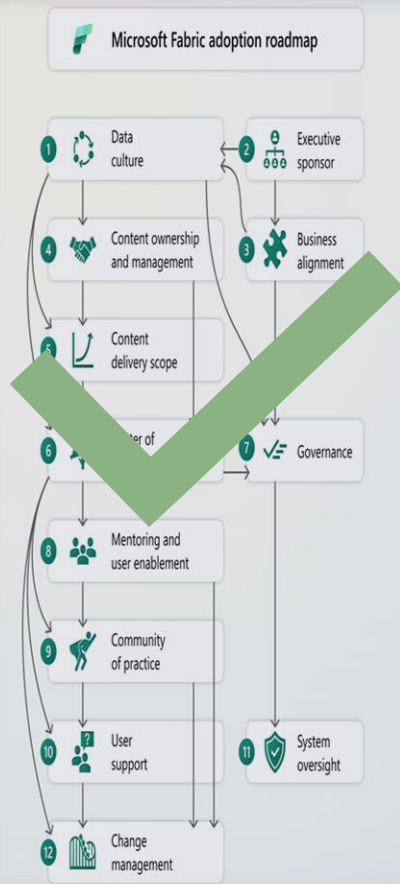 Microsoft Fabric adoption roadmap
1
Data
culture
2
Executive
sponsor
4
Content ownership
and management
3
Business
alignment
5
Content
delivery scope
6
of
7
Governance
8
Mentoring and
user enablement
9
Community
of practice
10
User
support
11
System
oversight
12
Change
management